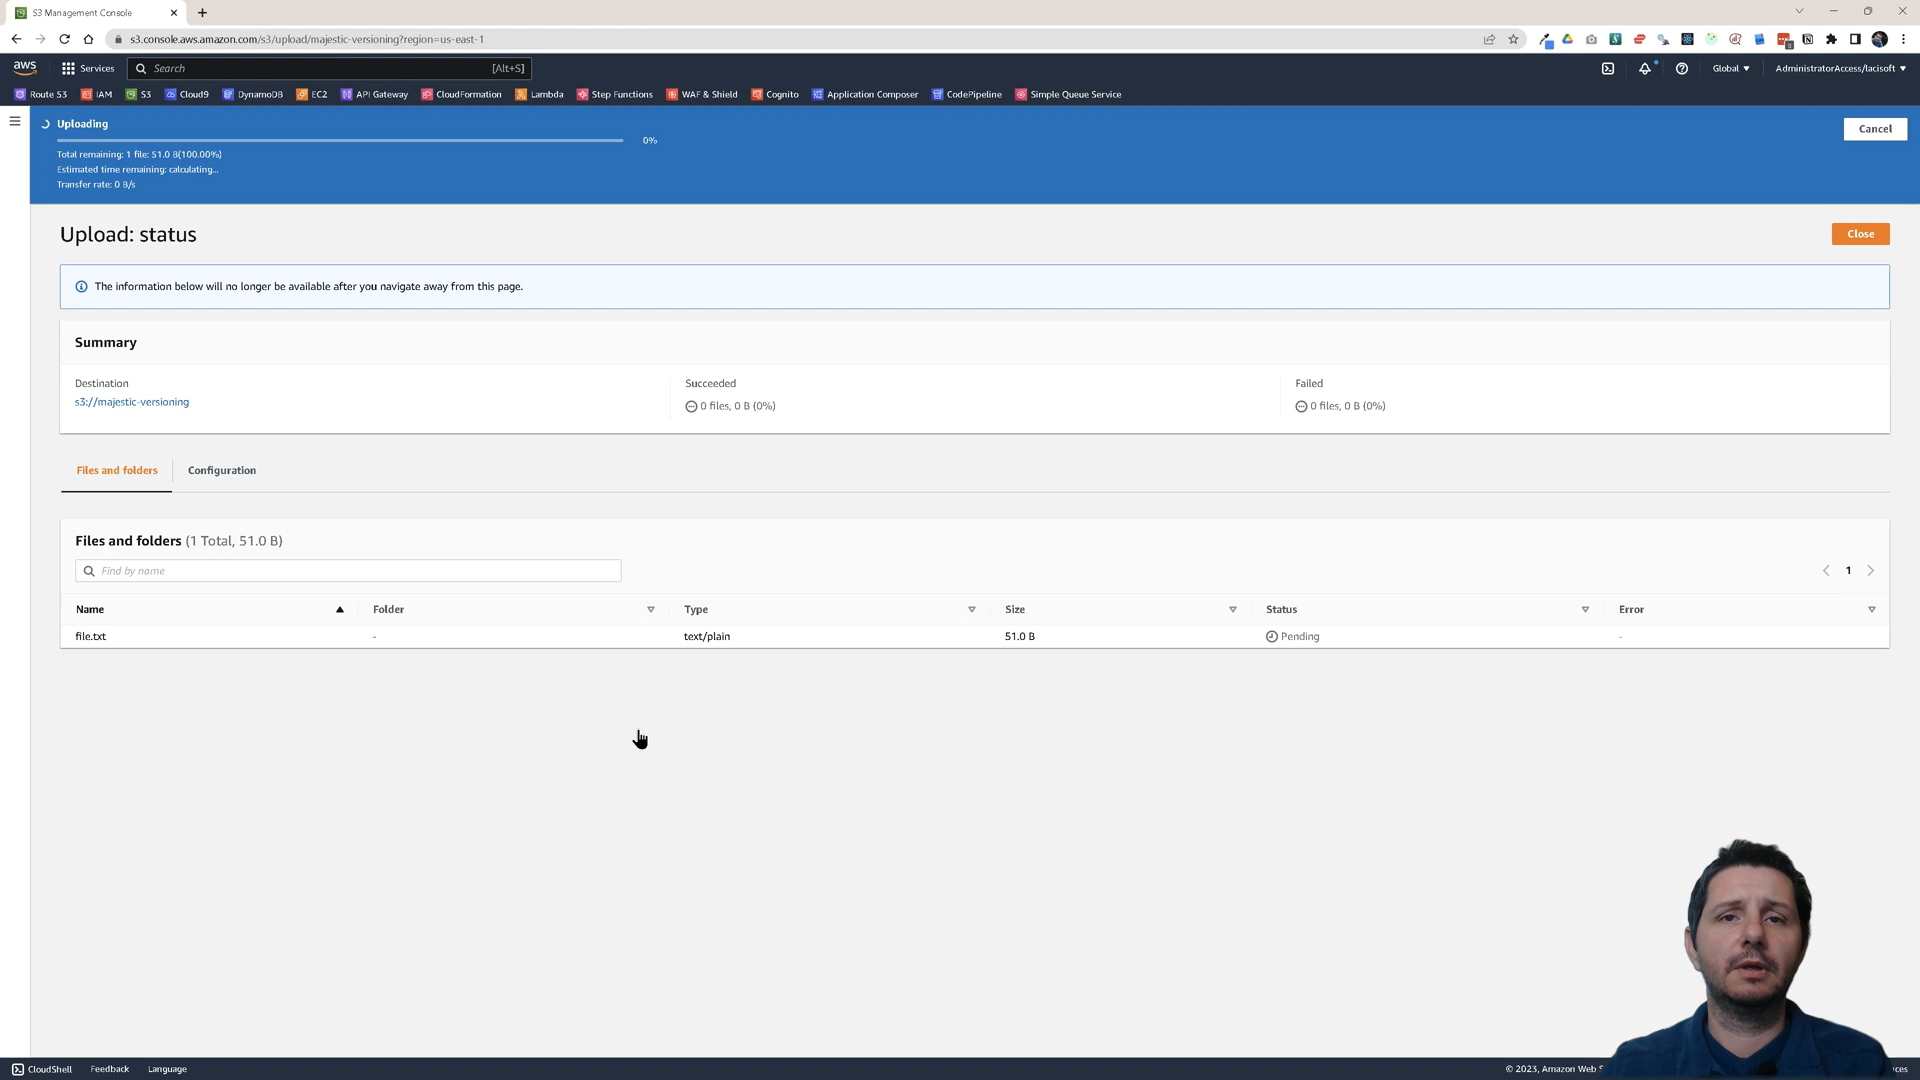 S3 Management Console
s3.console.aws.amazon.com/s3/upload/majestic-versioning?region=us-east-1
aws
Services
Search
[Alt+S]
Global
AdministratorAccess/lacisoft
Route 53
IAM
S3
Cloud9
DynamoDB
EC2
API Gateway
CloudFormation
Lambda
Step Functions
WAF & Shield
Cognito
Application Composer
CodePipeline
Simple Queue Service
Uploading
0%
Cancel
Total remaining: 1 file: 51.0 B(100.00%)
Estimated time remaining: calculating...
Transfer rate: 0 B/s
Upload: status
Close
The information below will no longer be available after you navigate away from this page.
Summary
Destination
s3://majestic-versioning
Succeeded
0 files, 0 B (0%)
Failed
0 files, 0 B (0%)
Files and folders
Configuration
Files and folders (1 Total, 51.0 B)
Find by name
1
Name
Folder
Type
Size
Status
Error
file.txt
-
text/plain
51.0 B
Pending
-
CloudShell
Feedback
Language
© 2023, Amazon Web